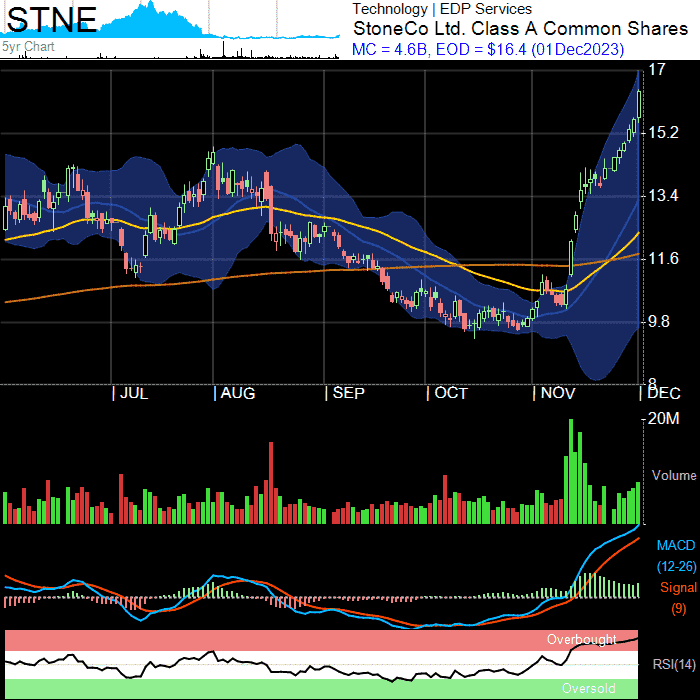 STNE
5yr Chart
Technology | EDP Services
StoneCo Ltd. Class A Common Shares
MC = 4.6B, EOD = $16.4 (01Dec2023)
17
15.2
13.4
11.6
9.8
8
| JUL | AUG | SEP | OCT | NOV | DEC
20M
Volume
MACD
(12-26)
Signal
(9)
Overbought
RSI(14)
Oversold